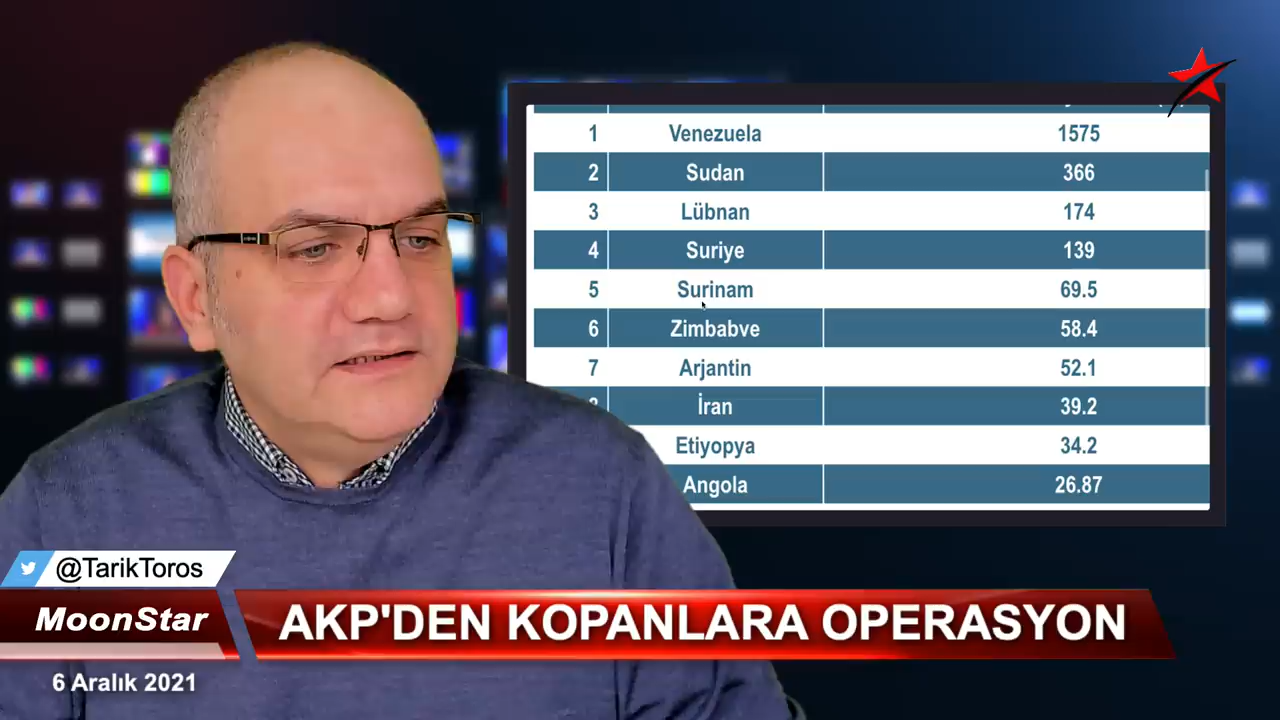 1 Venezuela 1575
2 Sudan 366
3 Lübnan 174
4 Suriye 139
5 Surinam 69.5
6 Zimbabve 58.4
7 Arjantin 52.1
İran 39.2
Etiyopya 34.2
Angola 26.87
@TarikToros
MoonStar
AKP'DEN KOPANLARA OPERASYON
6 Aralık 2021